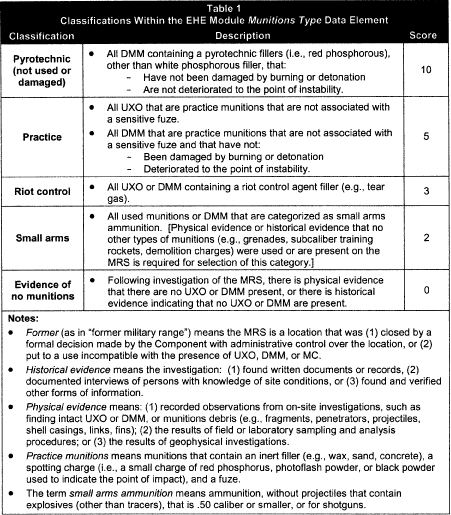 Table 1
Classifications Within the EHE Module Munitions Type Data Element
Classification
Description
Score
Pyrotechnic
(not used or
damaged)
• All DMM containing a pyrotechnic fillers (i.e., red phosphorous),
other than white phosphorous filler, that:
- Have not been damaged by burning or detonation
- Are not deteriorated to the point of instability.
10
Practice
• All UXO that are practice munitions that are not associated with
a sensitive fuze.
• All DMM that are practice munitions that are not associated with
a sensitive fuze and that have not:
- Been damaged by burning or detonation
- Deteriorated to the point of instability.
5
Riot control
• All UXO or DMM containing a riot control agent filler (e.g., tear
gas).
3
Small arms
• All used munitions or DMM that are categorized as small arms
ammunition. [Physical evidence or historical evidence that no
other types of munitions (e.g., grenades, subcaliber training
rockets, demolition charges) were used or are present on the
MRS is required for selection of this category.]
2
Evidence of
no munitions
• Following investigation of the MRS, there is physical evidence
that there are no UXO or DMM present, or there is historical
evidence indicating that no UXO or DMM are present.
0
Notes:
• Former (as in "former military range") means the MRS is a location that was (1) closed by a
formal decision made by the Component with administrative control over the location, or (2)
put to a use incompatible with the presence of UXO, DMM, or MC.
• Historical evidence means the investigation: (1) found written documents or records, (2)
documented interviews of persons with knowledge of site conditions, or (3) found and verified
other forms of information.
• Physical evidence means: (1) recorded observations from on-site investigations, such as
finding intact UXO or DMM, or munitions debris (e.g., fragments, penetrators, projectiles,
shell casings, links, fins); (2) the results of field or laboratory sampling and analysis
procedures; or (3) the results of geophysical investigations.
• Practice munitions means munitions that contain an inert filler (e.g., wax, sand, concrete), a
spotting charge (i.e., a small charge of red phosphorus, photoflash powder, or black powder
used to indicate the point of impact), and a fuze.
• The term small arms ammunition means ammunition, without projectiles that contain
explosives (other than tracers), that is .50 caliber or smaller, or for shotguns.